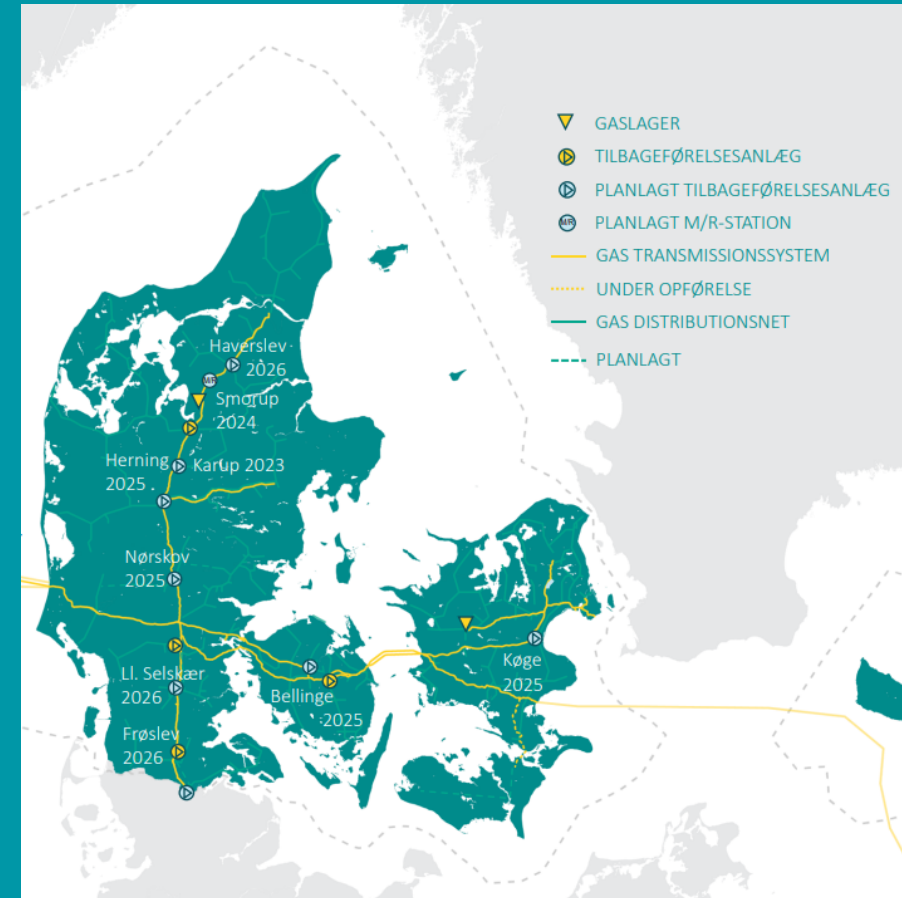 GASLAGER
TILBAGEFØRELSESANLÆG
PLANLAGT TILBAGEFØRELSESANLÆG
M/R
PLANLAGT M/R-STATION
GAS TRANSMISSIONSSYSTEM
UNDER OPFØRELSE
GAS DISTRIBUTIONSNET
PLANLAGT
Haverslev
2026
M/R
Smorup
2024
Herning
2025
Karup 2023
Nørskov
2025
Ll. Selskær
2026
Bellinge
2025
Køge
2025
Frøslev
2026